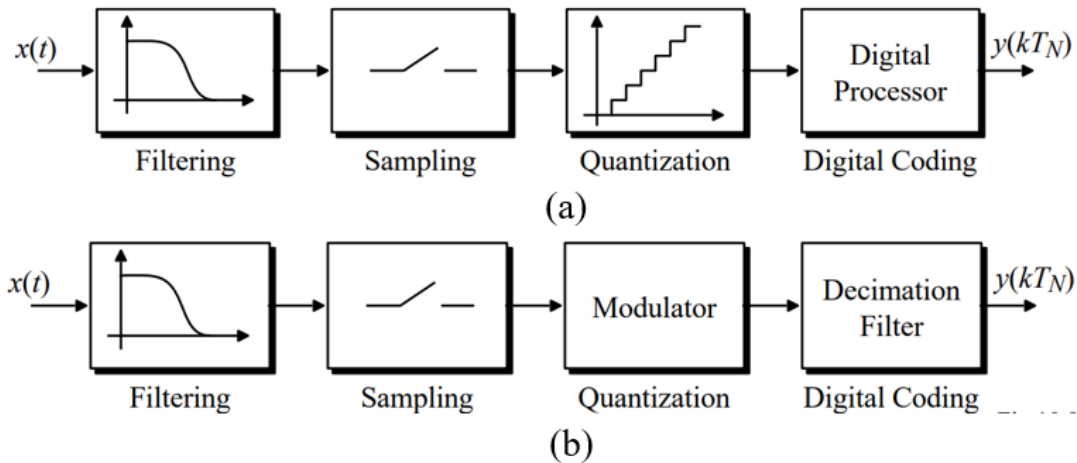 x(t)
Digital
Processor
y(kT_N)
Filtering
Sampling
Quantization
Digital Coding
(a)
x(t)
Modulator
Decimation
Filter
y(kT_N)
Filtering
Sampling
Quantization
Digital Coding
(b)